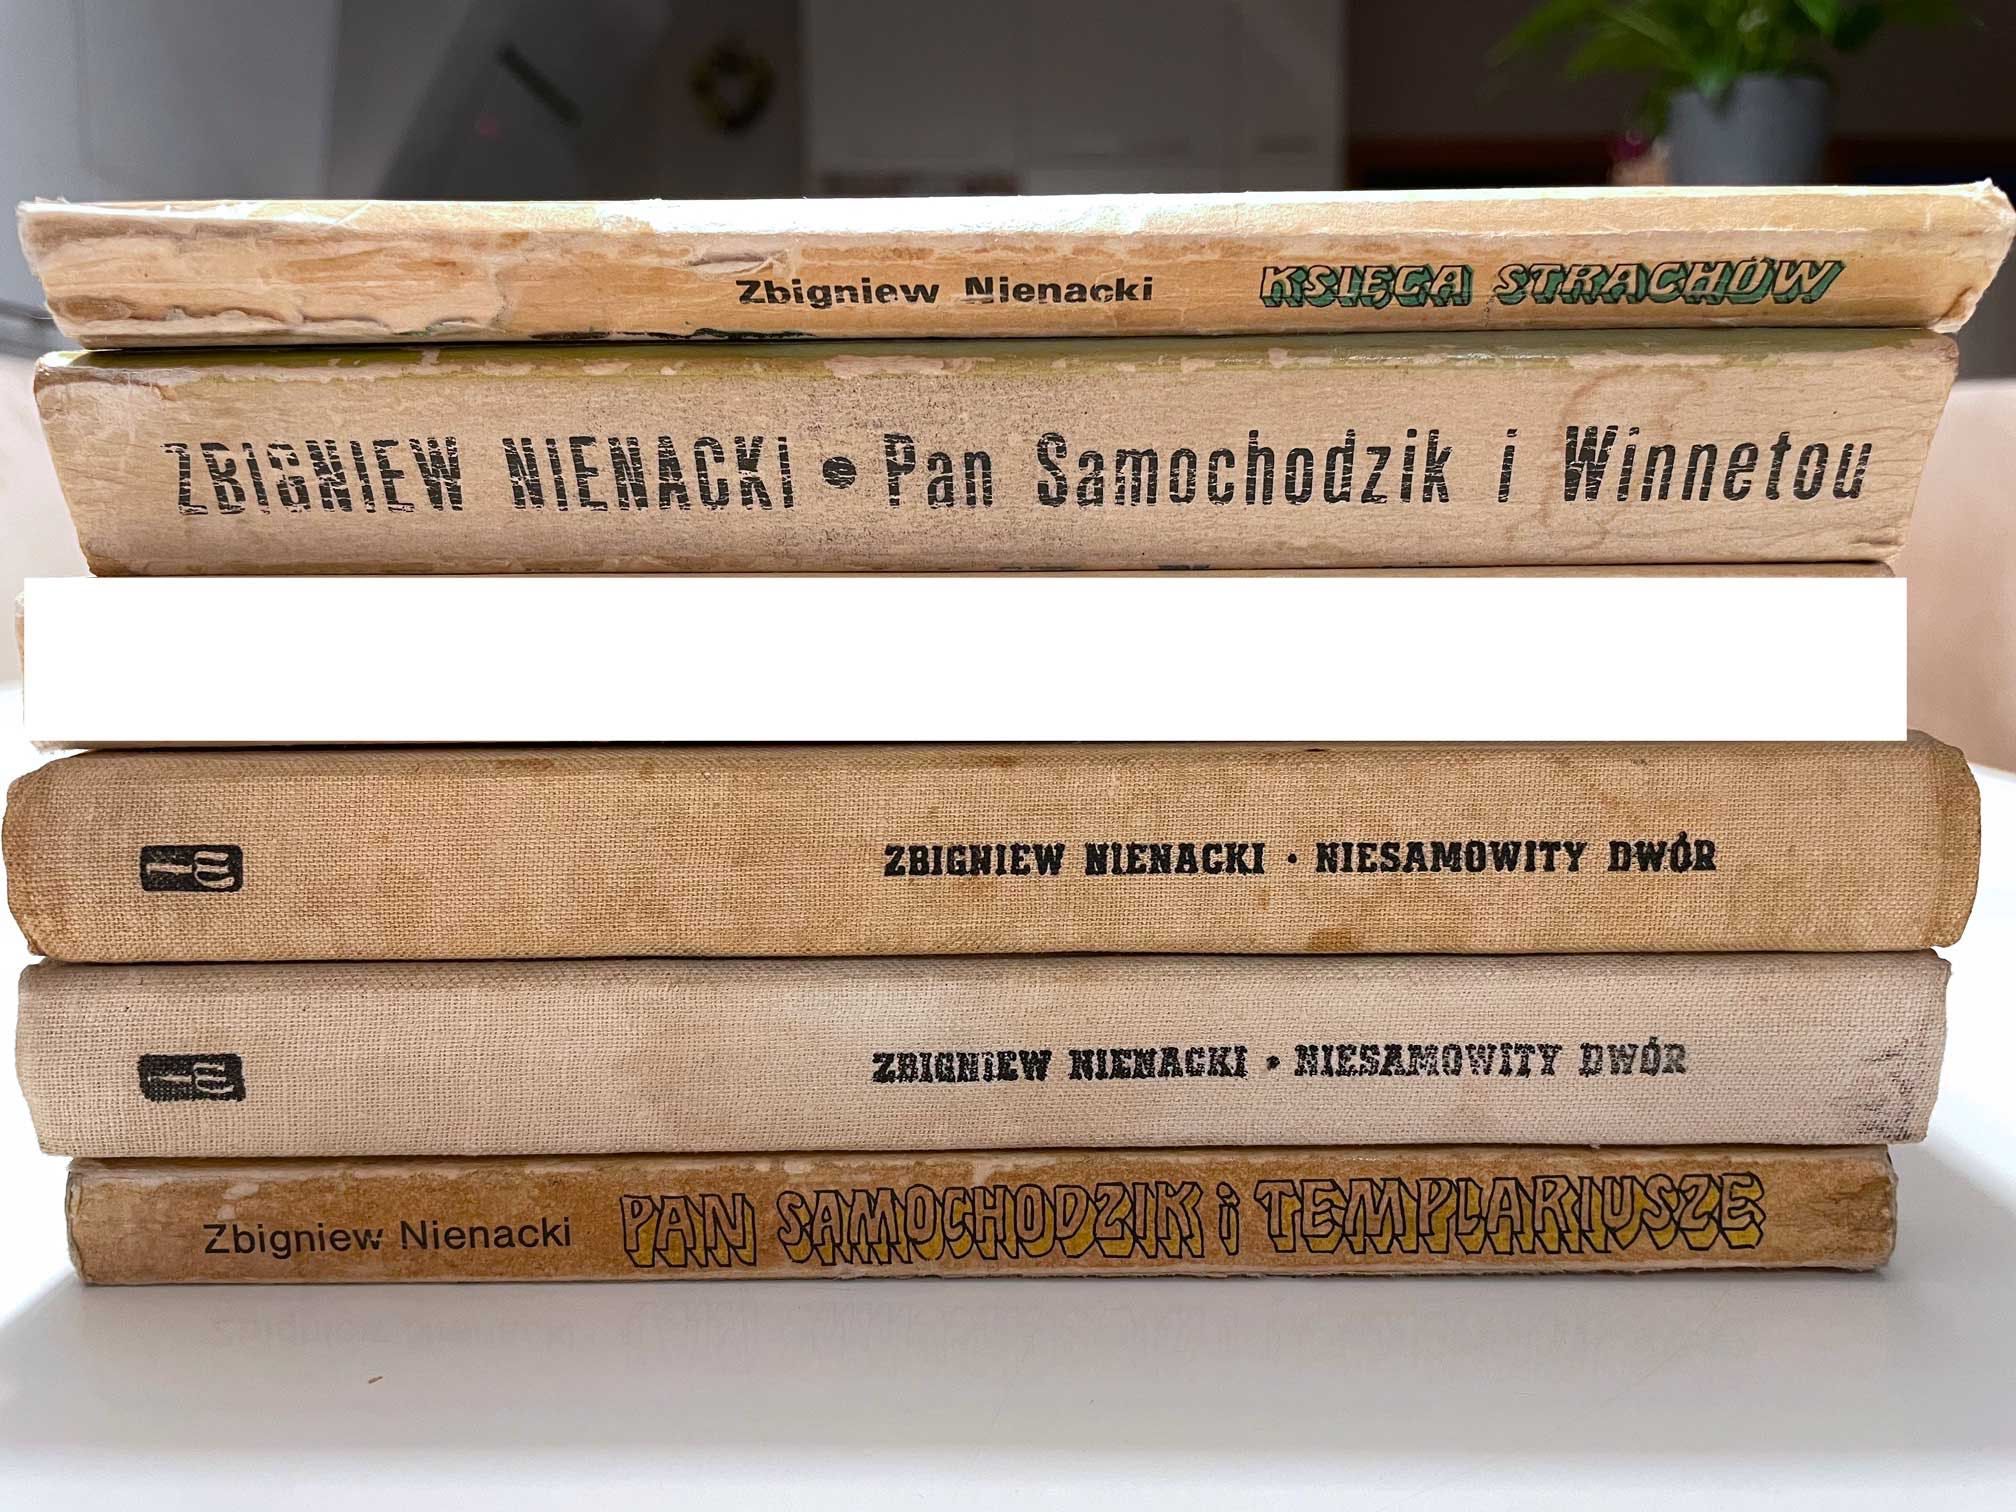 Zbigniew Nienacki KSIĘGA STRACHÓW
ZBIGNIEW NIENACKI • Pan Samochodzik i Winnetou
ZBIGNIEW NIENACKI • NIESAMOWITY DWÓR
ZBIGNIEW NIENACKI • NIESAMOWITY DWÓR
Zbigniew Nienacki PAN SAMOCHODZIK i TEMPLARIUSZE